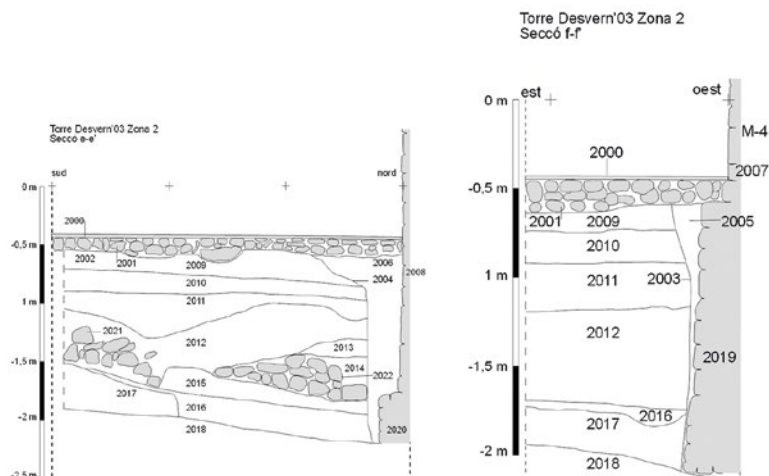 Torre Desvern'03 Zona 2
Secció e-e'
sud
nord
0 m
-0,5 m
-1 m
-1,5 m
-2 m
-2,5 m
2000
2002
2001
2009
2006
2004
2008
2010
2011
2012
2013
2014
2022
2021
2015
2017
2016
2018
2020
Torre Desvern'03 Zona 2
Secció f-f'
est
oest
0 m
-0,5 m
-1 m
-1,5 m
-2 m
M-4
2007
2000
2001
2009
2005
2010
2003
2011
2012
2019
2016
2017
2018